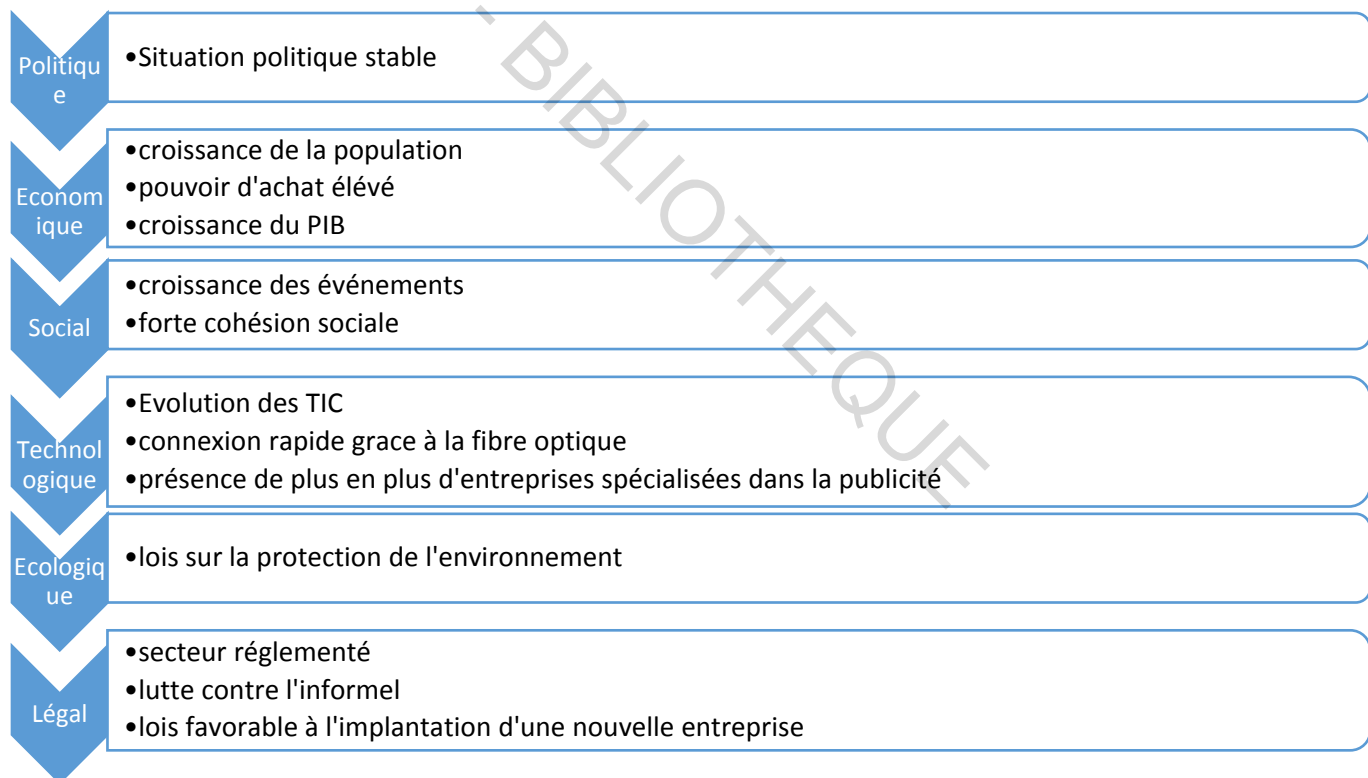 - BIBLIOTHEQUE
Politiqu
e
•Situation politique stable
Econom
ique
•croissance de la population
•pouvoir d'achat élévé
•croissance du PIB
Social
•croissance des événements
•forte cohésion sociale
Technol
ogique
•Evolution des TIC
•connexion rapide grace à la fibre optique
•présence de plus en plus d'entreprises spécialisées dans la publicité
Ecologiq
ue
•lois sur la protection de l'environnement
Légal
•secteur réglementé
•lutte contre l'informel
•lois favorable à l'implantation d'une nouvelle entreprise